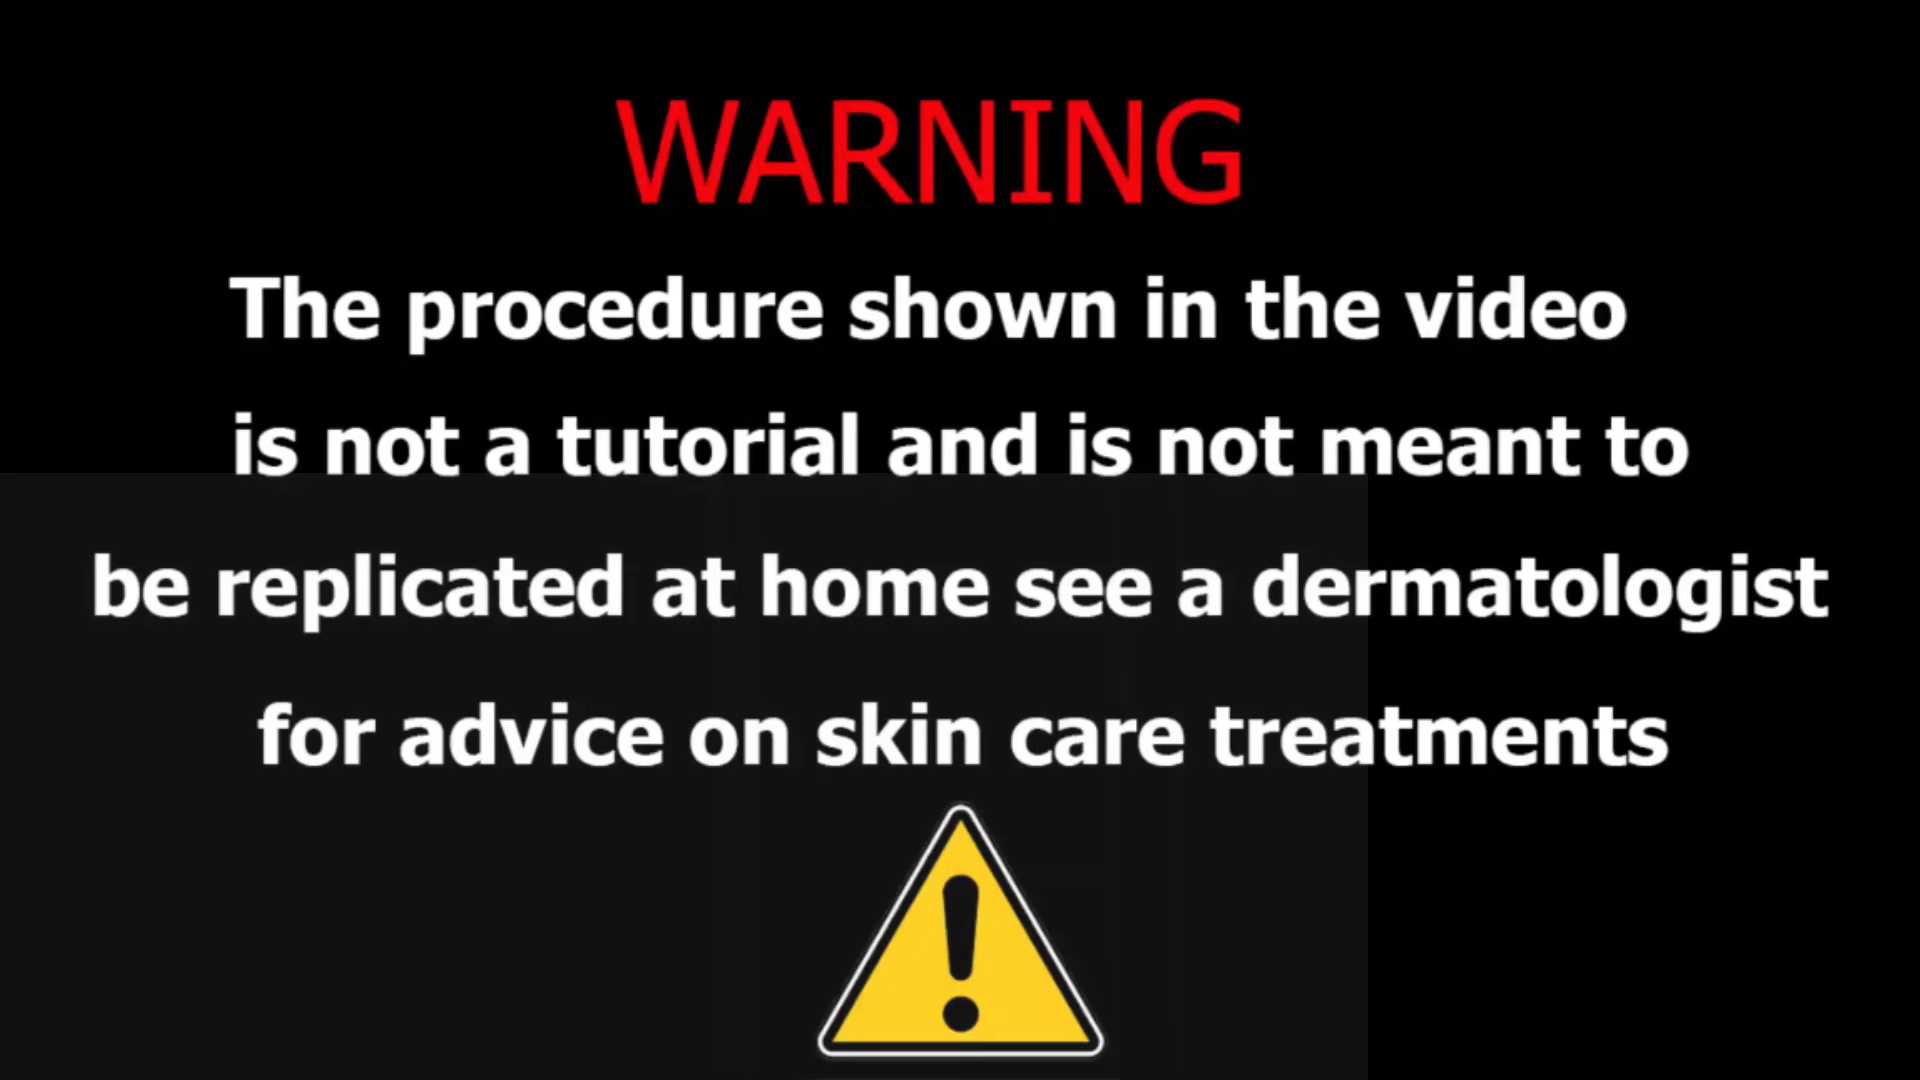 WARNING
The procedure shown in the video
is not a tutorial and is not meant to
be replicated at home see a dermatologist
for advice on skin care treatments